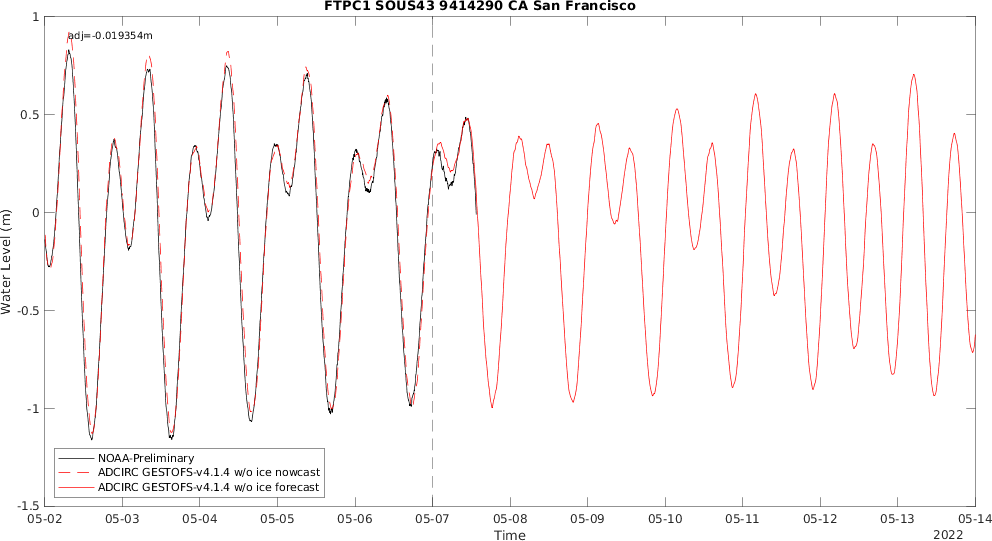 FTPC1 SOUS43 9414290 CA San Francisco
adj=-0.019354m
1
0.5
0
-0.5
-1
-1.5
Water Level (m)
NOAA-Preliminary
ADCIRC GESTOFS-v4.1.4 w/o ice nowcast
ADCIRC GESTOFS-v4.1.4 w/o ice forecast
05-02 05-03 05-04 05-05 05-06 05-07 05-08 05-09 05-10 05-11 05-12 05-13 05-14
Time
2022